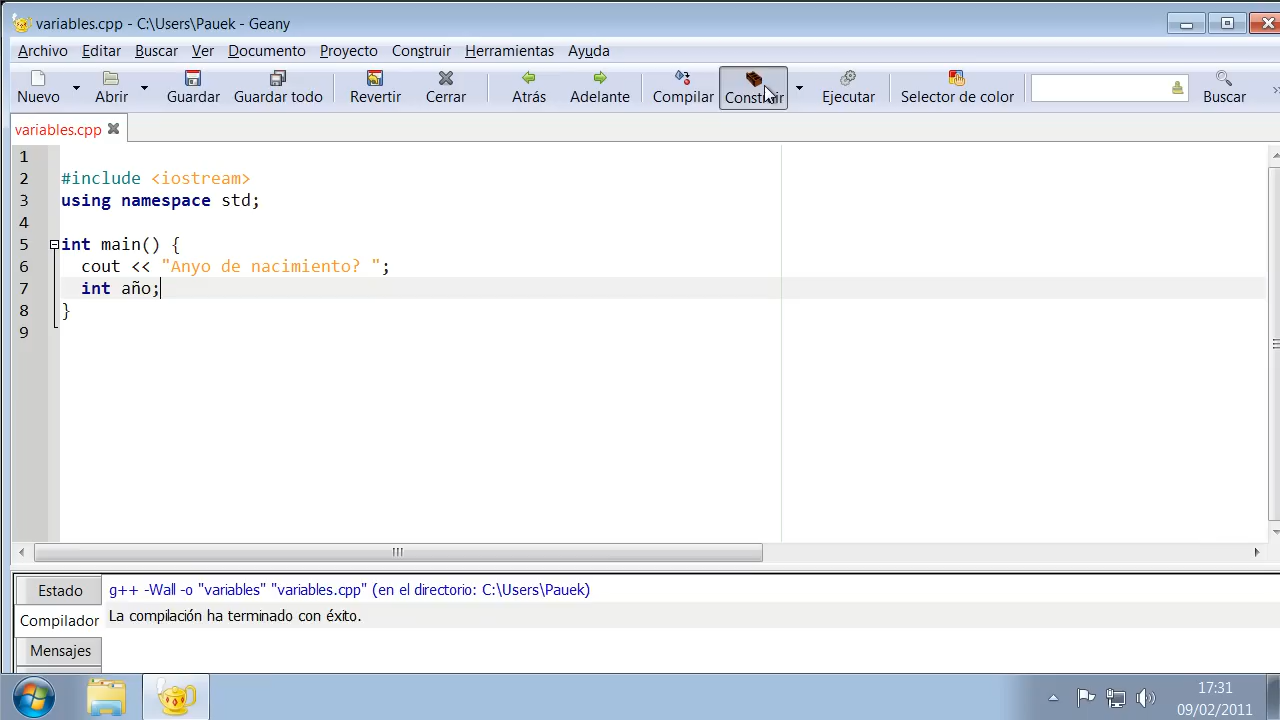 variables.cpp - C:\Users\Pauek - Geany
Archivo Editar Buscar Ver Documento Proyecto Construir Herramientas Ayuda
Nuevo Abrir Guardar Guardar todo Revertir Cerrar Atrás Adelante Compilar Construir Ejecutar Selector de color Buscar
variables.cpp
1
2 #include <iostream>
3 using namespace std;
4
5 int main() {
6 cout << "Anyo de nacimiento? ";
7 int año;
8 }
9
Estado
g++ -Wall -o "variables" "variables.cpp" (en el directorio: C:\Users\Pauek)
Compilador
La compilación ha terminado con éxito.
Mensajes
17:31
09/02/2011